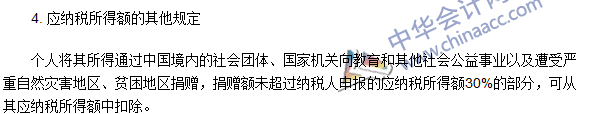 4. 应纳税所得额的其他规定
中华会计网校
www.chinaacc.com
个人将其所得通过中国境内的社会团体、国家机关向教育和其他社会公益事业以及遭受严
重自然灾害地区、贫困地区捐赠，捐赠额未超过纳税人申报的应纳税所得额30%的部分，可从
其应纳税所得额中扣除。